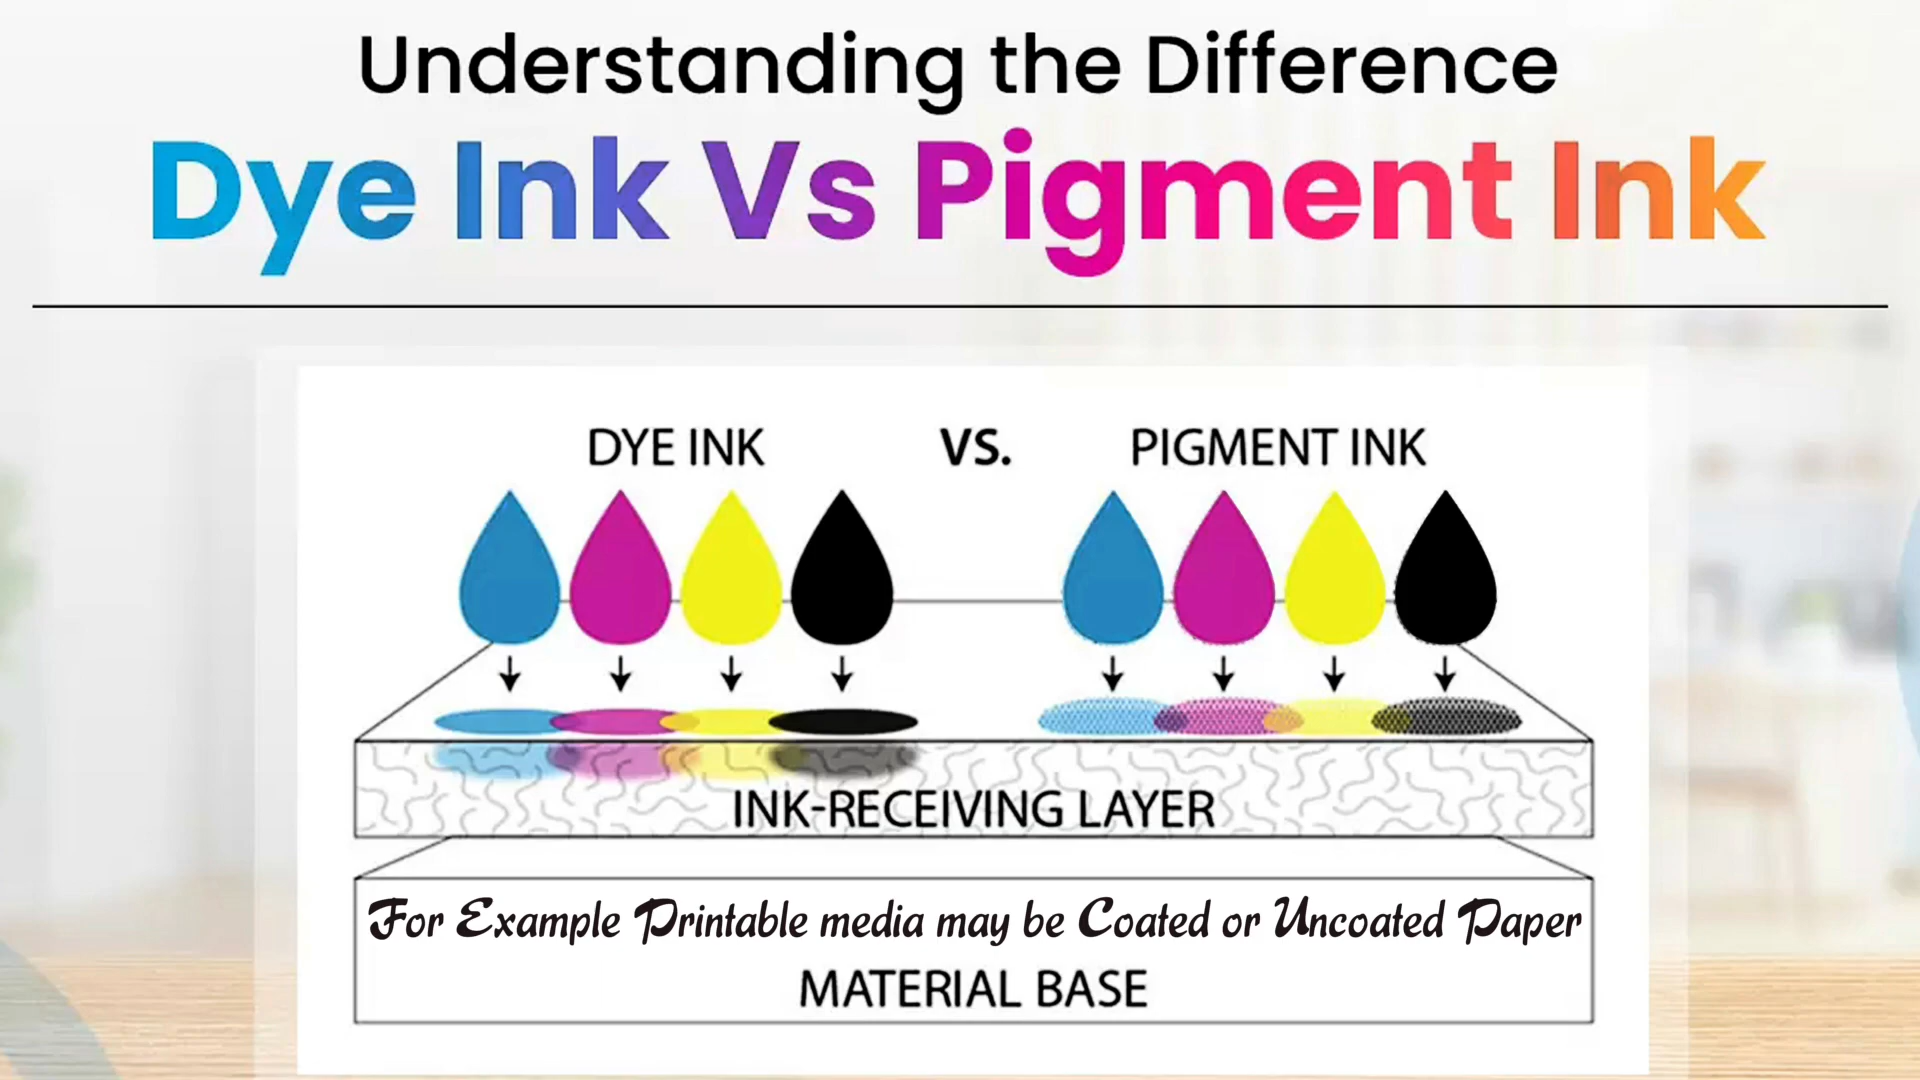 Understanding the Difference
Dye Ink Vs Pigment Ink
DYE INK VS. PIGMENT INK
INK-RECEIVING LAYER
For Example Printable media may be Coated or Uncoated Paper
MATERIAL BASE